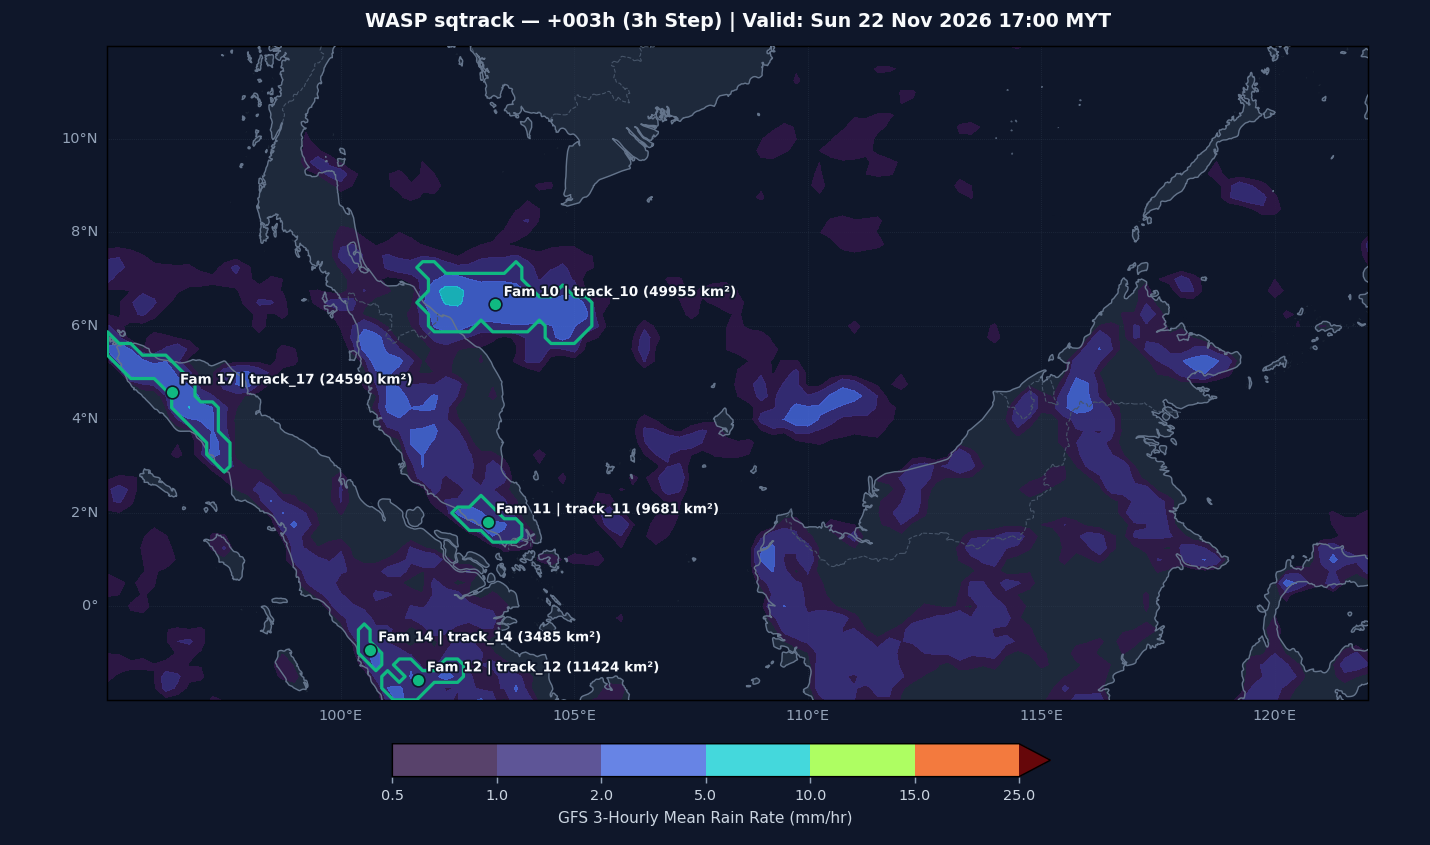 WASP sqtrack — +003h (3h Step) | Valid: Sun 22 Nov 2026 17:00 MYT
10°N
8°N
6°N
4°N
2°N
0°
Fam 10 | track_10 (49955 km²)
Fam 17 | track_17 (24590 km²)
Fam 11 | track_11 (9681 km²)
Fam 14 | track_14 (3485 km²)
Fam 12 | track_12 (11424 km²)
100°E 105°E 110°E 115°E 120°E
0.5 1.0 2.0 5.0 10.0 15.0 25.0
GFS 3-Hourly Mean Rain Rate (mm/hr)